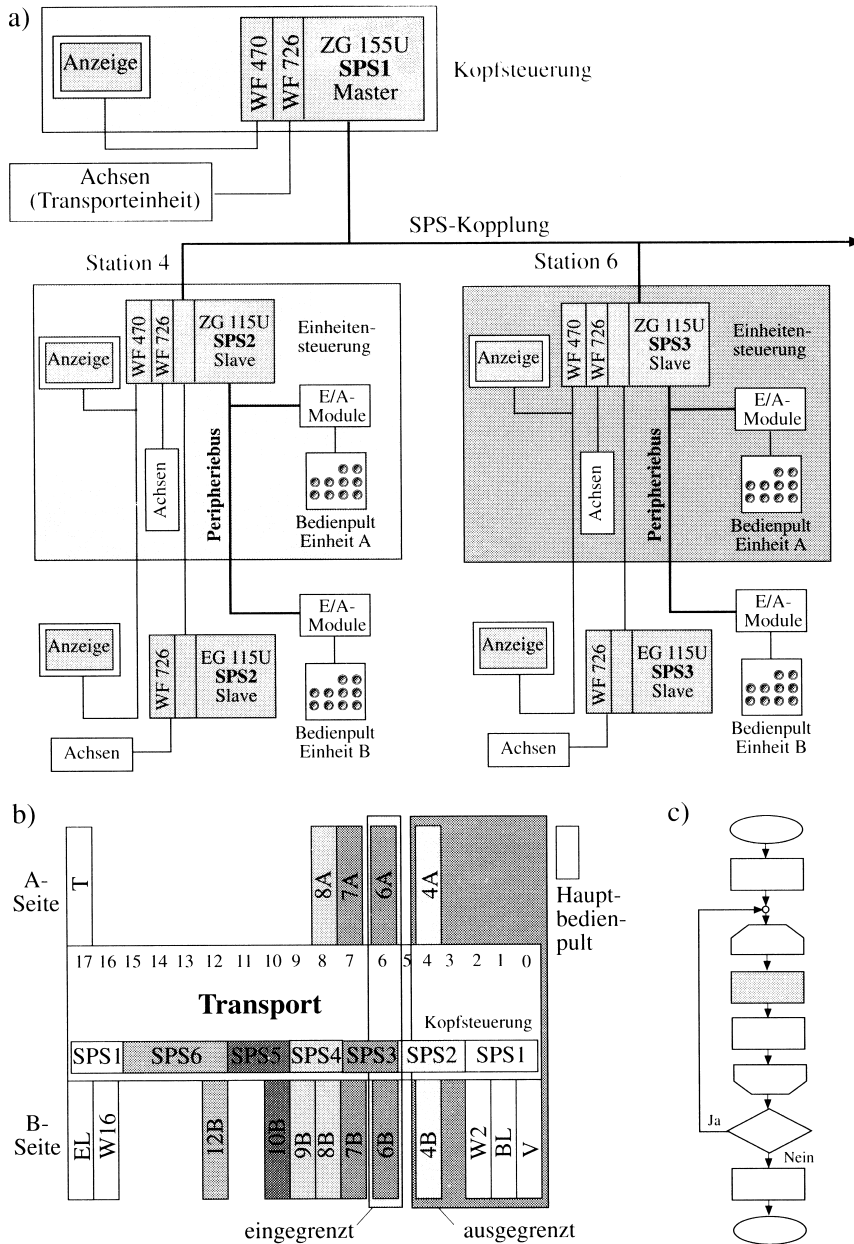 a)
Anzeige
WF 470
WF 726
ZG 155U
SPS1
Master
Kopfsteuerung
Achsen
(Transporteinheit)
SPS-Kopplung
Station 4
Anzeige
WF 470
WF 726
ZG 115U
SPS2
Slave
Einheiten-
steuerung
E/A-
Module
Achsen
Peripheriebus
Bedienpult
Einheit A
Anzeige
WF 726
EG 115U
SPS2
Slave
E/A-
Module
Achsen
Bedienpult
Einheit B
Station 6
Anzeige
WF 470
WF 726
ZG 115U
SPS3
Slave
Einheiten-
steuerung
E/A-
Module
Achsen
Peripheriebus
Bedienpult
Einheit A
Anzeige
WF 726
EG 115U
SPS3
Slave
E/A-
Module
Achsen
Bedienpult
Einheit B
b)
A-
Seite
T
8A
7A
6A
4A
Haupt-
bedien-
pult
17 16 15 14 13 12 11 10 9 8 7 6 5 4 3 2 1 0
Transport
Kopfsteuerung
SPS1 SPS6 SPS5 SPS4 SPS3 SPS2 SPS1
B-
Seite
EL
W16
12B
10B
9B
8B
7B
6B
4B
W2
BL
V
eingegrenzt
ausgegrenzt
c)
Ja
Nein